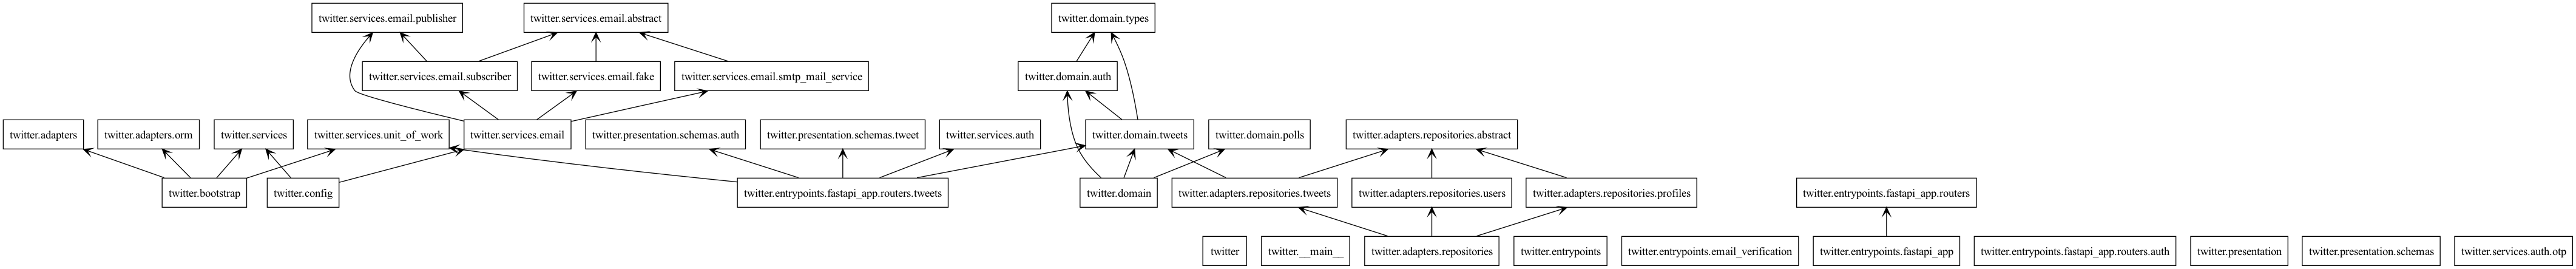 twitter.services.email.publisher
twitter.services.email.abstract
twitter.domain.types
twitter.services.email.subscriber
twitter.services.email.fake
twitter.services.email.smtp_mail_service
twitter.domain.auth
twitter.adapters
twitter.adapters.orm
twitter.services
twitter.services.unit_of_work
twitter.services.email
twitter.presentation.schemas.auth
twitter.presentation.schemas.tweet
twitter.services.auth
twitter.domain.tweets
twitter.domain.polls
twitter.adapters.repositories.abstract
twitter.bootstrap
twitter.config
twitter.entrypoints.fastapi_app.routers.tweets
twitter.domain
twitter.adapters.repositories.tweets
twitter.adapters.repositories.users
twitter.adapters.repositories.profiles
twitter.entrypoints.fastapi_app.routers
twitter
twitter.__main__
twitter.adapters.repositories
twitter.entrypoints
twitter.entrypoints.email_verification
twitter.entrypoints.fastapi_app
twitter.entrypoints.fastapi_app.routers.auth
twitter.presentation
twitter.presentation.schemas
twitter.services.auth.otp